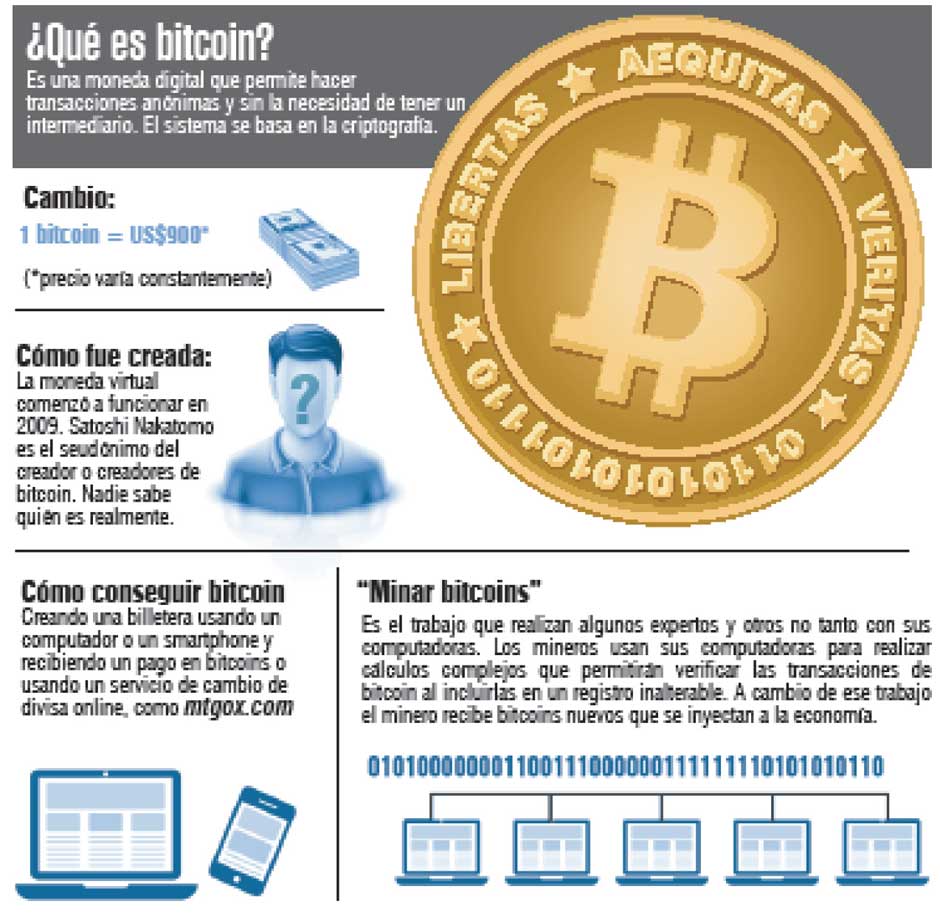 ¿Qué es bitcoin?
Es una moneda digital que permite hacer
transacciones anónimas y sin la necesidad de tener un
intermediario. El sistema se basa en la criptografía.
LIBERTAS ★ AEQUITAS ★ VERITAS ★ 01101010101110 ★
B
Cambio:
1 bitcoin = US$900*
(*precio varía constantemente)
Cómo fue creada:
La moneda virtual
comenzó a funcionar en
2009. Satoshi Nakatomo
es el seudónimo del
creador o creadores de
bitcoin. Nadie sabe
quién es realmente.
?
Cómo conseguir bitcoin
Creando una billetera usando un
computador o un smartphone y
recibiendo un pago en bitcoins o
usando un servicio de cambio de
divisa online, como mtgox.com
“Minar bitcoins”
Es el trabajo que realizan algunos expertos y otros no tanto con sus
computadoras. Los mineros usan sus computadoras para realizar
cálculos complejos que permitirán verificar las transacciones de
bitcoin al incluirlas en un registro inalterable. A cambio de ese trabajo
el minero recibe bitcoins nuevos que se inyectan a la economía.
0101000000011001110000001111111110101010110